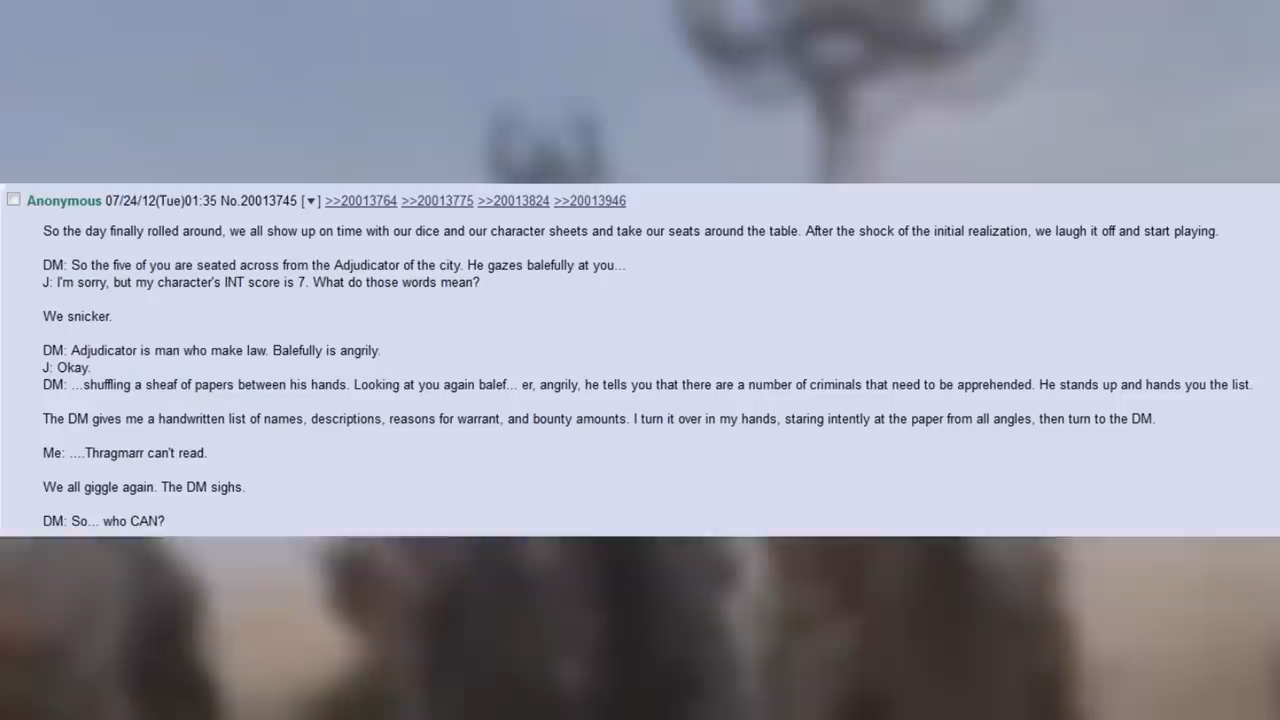 Anonymous 07/24/12(Tue)01:35 No.20013745 [▼] >>20013764 >>20013775 >>20013824 >>20013946
So the day finally rolled around, we all show up on time with our dice and our character sheets and take our seats around the table. After the shock of the initial realization, we laugh it off and start playing.
DM: So the five of you are seated across from the Adjudicator of the city. He gazes balefully at you...
J: I'm sorry, but my character's INT score is 7. What do those words mean?
We snicker.
DM: Adjudicator is man who make law. Balefully is angrily.
J: Okay.
DM: ...shuffling a sheaf of papers between his hands. Looking at you again balef... er, angrily, he tells you that there are a number of criminals that need to be apprehended. He stands up and hands you the list.
The DM gives me a handwritten list of names, descriptions, reasons for warrant, and bounty amounts. I turn it over in my hands, staring intently at the paper from all angles, then turn to the DM.
Me: ....Thragmarr can't read.
We all giggle again. The DM sighs.
DM: So... who CAN?